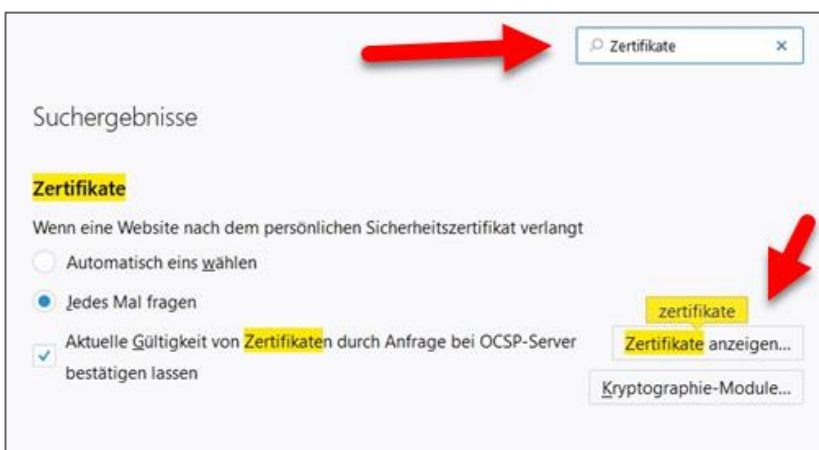 Zertifikate
Suchergebnisse
Zertifikate
Wenn eine Website nach dem persönlichen Sicherheitszertifikat verlangt
Automatisch eins wählen
Jedes Mal fragen
zertifikate
Aktuelle Gültigkeit von Zertifikaten durch Anfrage bei OCSP-Server
Zertifikate anzeigen...
bestätigen lassen
Kryptographie-Module...